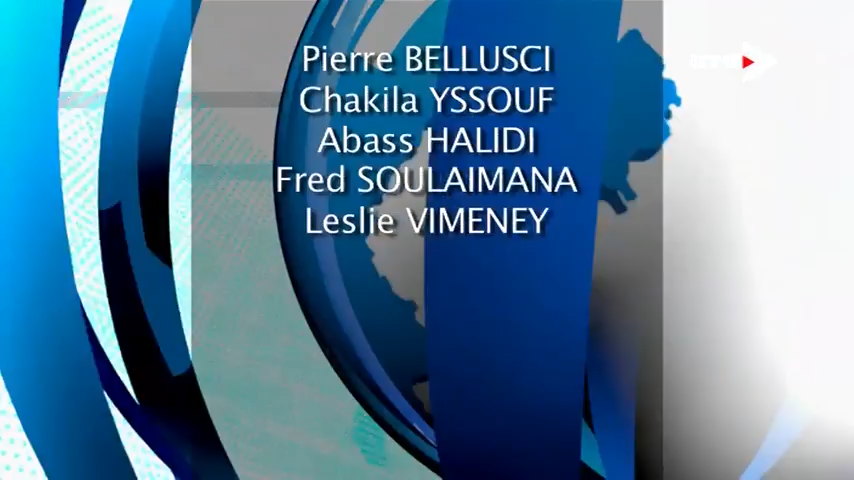 Pierre BELLUSCI
Chakila YSSOUF
Abass HALIDI
Fred SOULAIMANA
Leslie VIMENEY